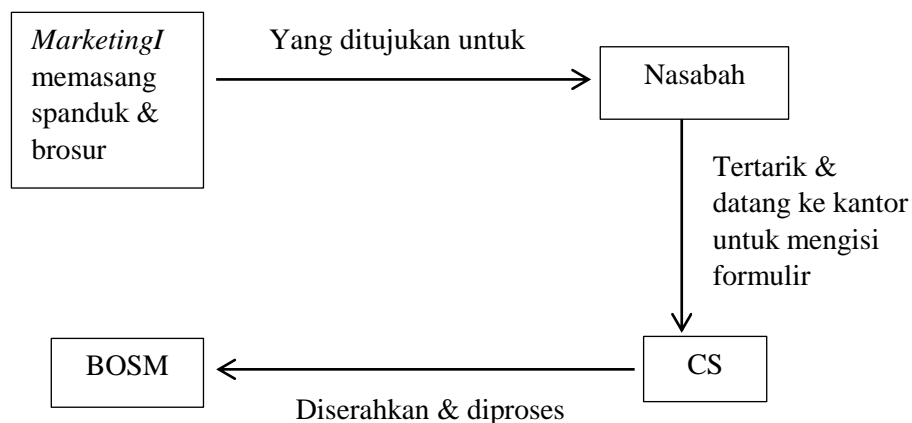 MarketingI
memasang
spanduk &
brosur
Yang ditujukan untuk
Nasabah
Tertarik &
datang ke kantor
untuk mengisi
formulir
CS
Diserahkan & diproses
BOSM